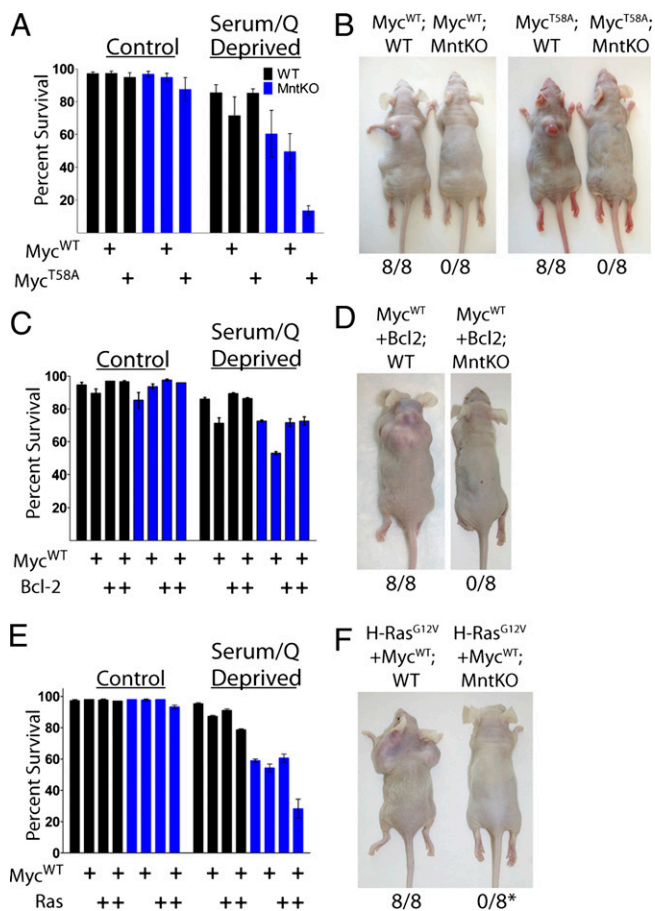 A
Control
Serum/Q
Deprived
WT
MntKO
Percent Survival
100
80
60
40
20
Myc^WT + + + +
Myc^T58A + + + +
B
Myc^WT; Myc^WT; Myc^T58A; Myc^T58A;
WT MntKO WT MntKO
8/8 0/8 8/8 0/8
C
Control
Serum/Q
Deprived
Percent Survival
100
80
60
40
20
Myc^WT + + + + + + + +
Bcl-2 ++ ++ ++ ++
D
Myc^WT Myc^WT
+Bcl2; +Bcl2;
WT MntKO
8/8 0/8
E
Control
Serum/Q
Deprived
Percent Survival
100
80
60
40
20
0
Myc^WT + + + + + + + +
Ras ++ ++ ++ ++
F
H-Ras^G12V H-Ras^G12V
+Myc^WT; +Myc^WT;
WT MntKO
8/8 0/8*